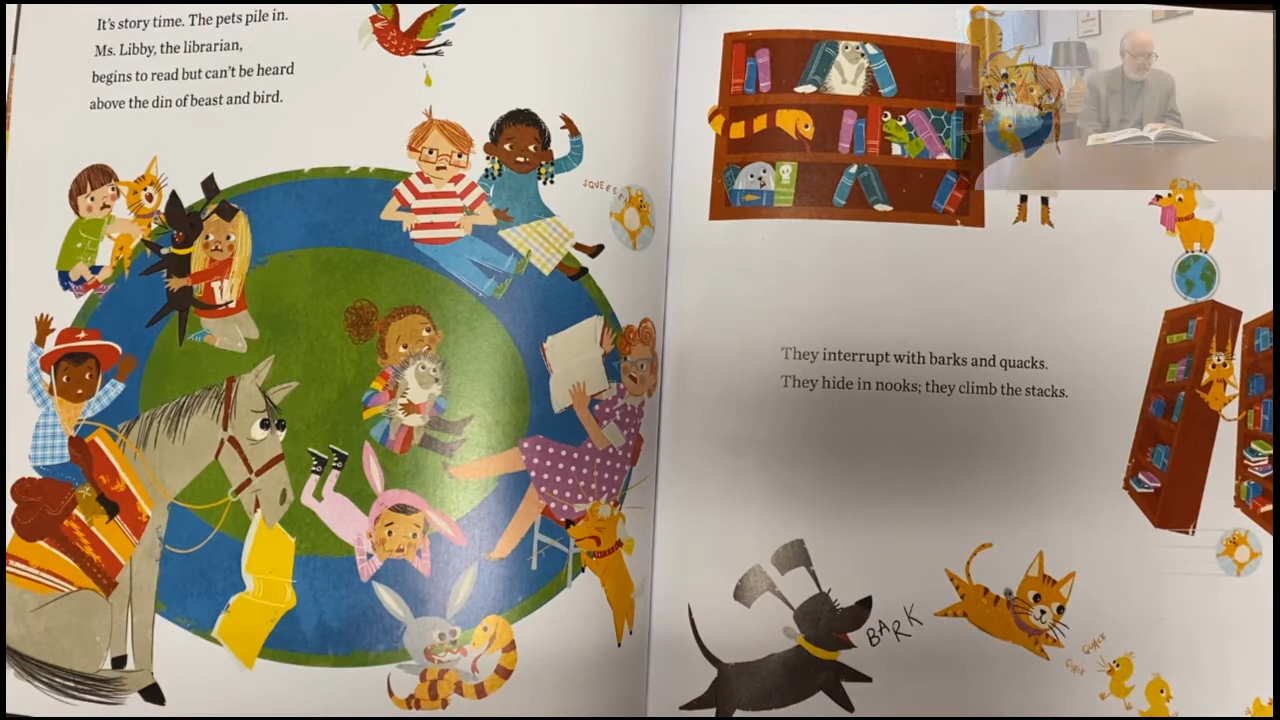 It's story time. The pets pile in.
Ms. Libby, the librarian,
begins to read but can't be heard
above the din of beast and bird.
SQUEEE
They interrupt with barks and quacks.
They hide in nooks; they climb the stacks.
BARK
QUACK
QUACK